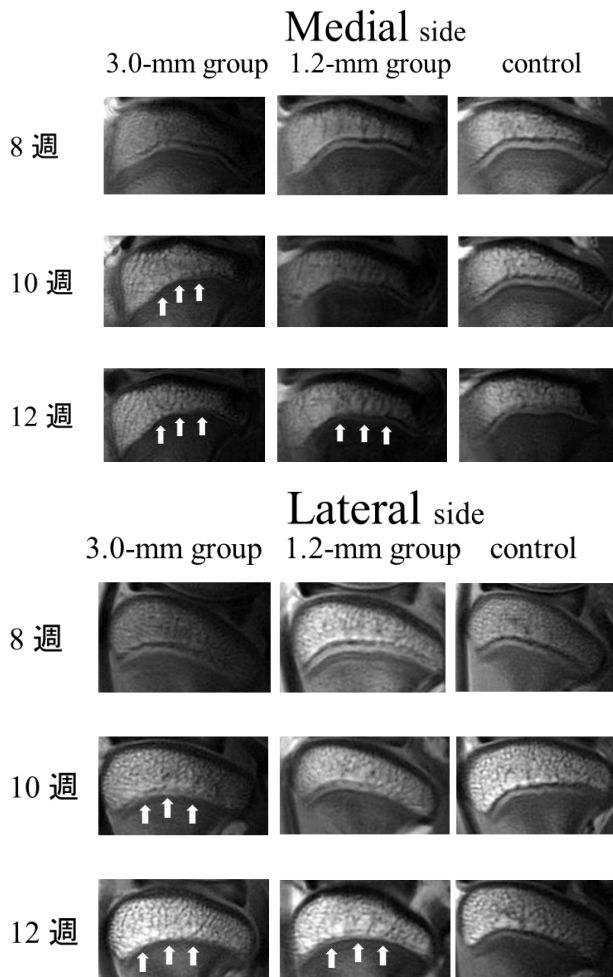 Medial side
3.0-mm group 1.2-mm group control
8 週
10 週
12 週
Lateral side
3.0-mm group 1.2-mm group control
8 週
10 週
12 週